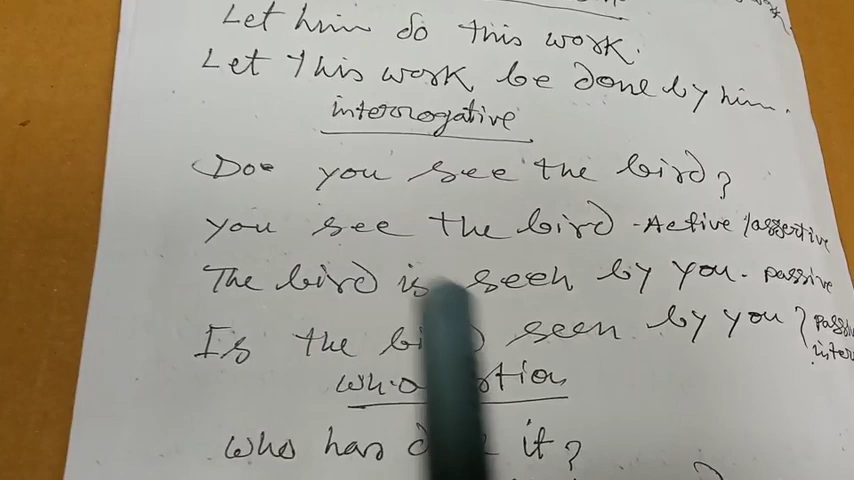 Let him do this work.
Let This work be done by him.
interrogative
Do you see the bird?
you see the bird - Active / assertive
The bird is seen by you. passive
Is the seen by you?
who has it?